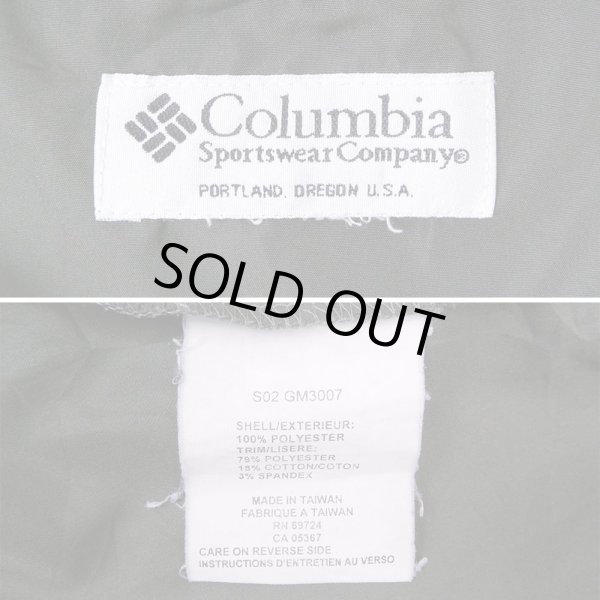 Columbia
Sportswear Company®
PORTLAND, OREGON U.S.A.
SOLD OUT
S02 GM3007
SHELL/EXTERIEUR:
100% POLYESTER
TRIM/LISERE:
79% POLYESTER
18% COTTON/COTON
3% SPANDEX
MADE IN TAIWAN
FABRIQUE A TAIWAN
RN 69724
CA 05367
CARE ON REVERSE SIDE
INSTRUCTIONS D'ENTRETIEN AU VERSO